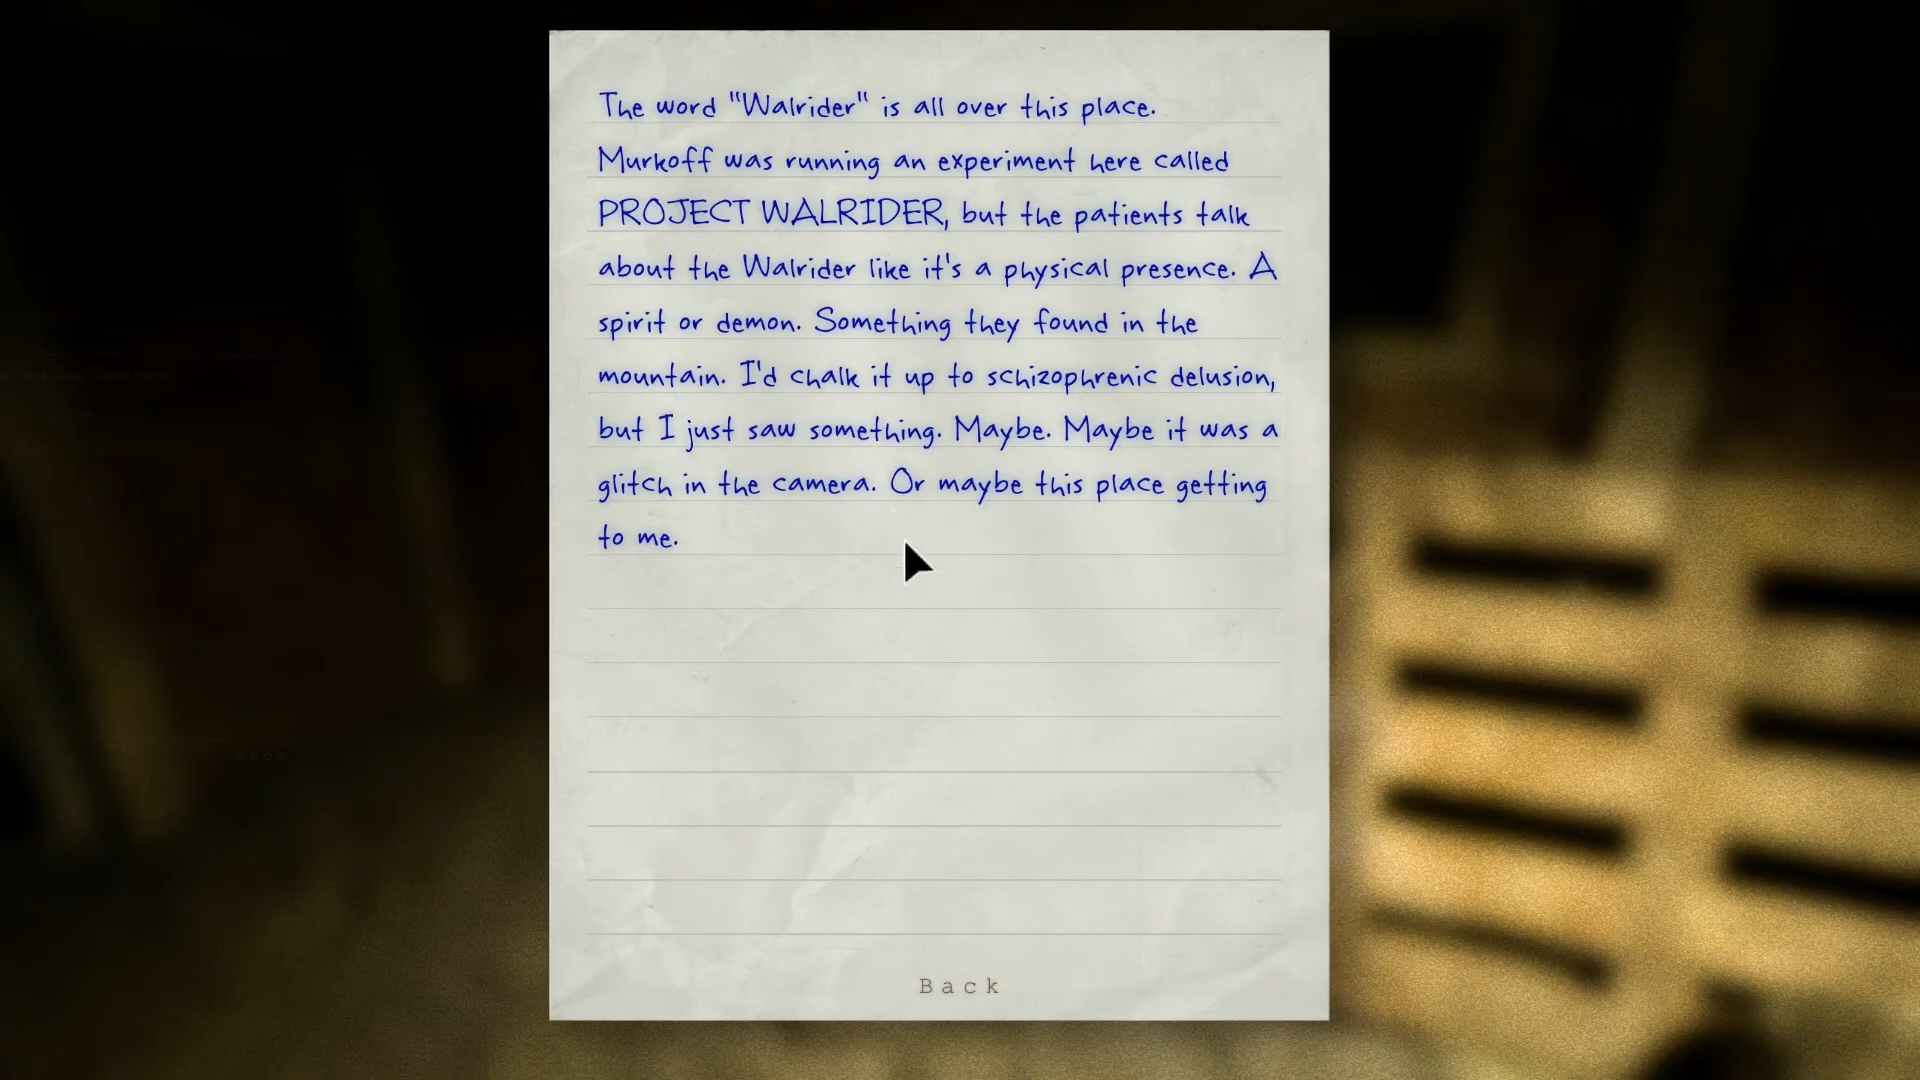 The word "Walrider" is all over this place.
Murkoff was running an experiment here called
PROJECT WALRIDER, but the patients talk
about the Walrider like it's a physical presence. A
spirit or demon. Something they found in the
mountain. I'd chalk it up to schizophrenic delusion,
but I just saw something. Maybe. Maybe it was a
glitch in the camera. Or maybe this place getting
to me.
Back